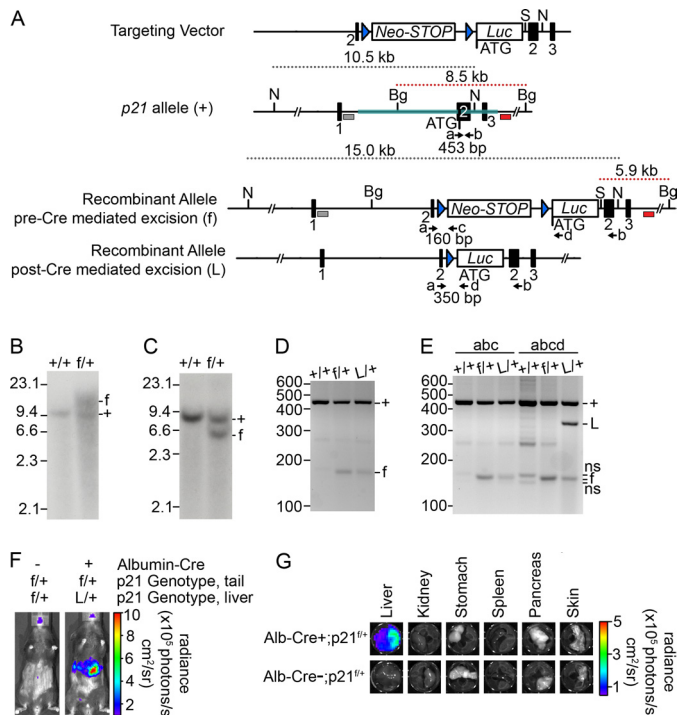 A
Targeting Vector
2
Neo-STOP
Luc
ATG
S N
2 3
10.5 kb
8.5 kb
p21 allele (+)
N
Bg
N
Bg
1
2
3
ATG
a b
453 bp
15.0 kb
5.9 kb
Recombinant Allele
pre-Cre mediated excision (f)
N
Bg
S N
Bg
1
2
Neo-STOP
Luc
ATG
2 3
a c
160 bp
d
b
Recombinant Allele
post-Cre mediated excision (L)
1
2
Luc
ATG
2 3
a d
350 bp
b
B
+/+ f/+
23.1
9.4
6.6
2.3
2.1
f
+
C
+/+ f/+
23.1
9.4
6.6
2.3
2.1
+
f
D
+/+ f/+ L/+
600
500
400
300
200
100
+
f
E
abc abcd
+/+ f/+ L/+ +/+ f/+ L/+
600
500
400
300
200
100
+
L
ns
f
ns
F
- + Albumin-Cre
f/+ f/+ p21 Genotype, tail
f/+ L/+ p21 Genotype, liver
10
8
6
4
2
radiance
(x10⁵ photons/s
cm²/sr)
G
Liver
Kidney
Stomach
Spleen
Pancreas
Skin
Alb-Cre+;p21f/+
Alb-Cre-;p21f/+
5
3
1
radiance
(x10⁵ photons/s
cm²/sr)